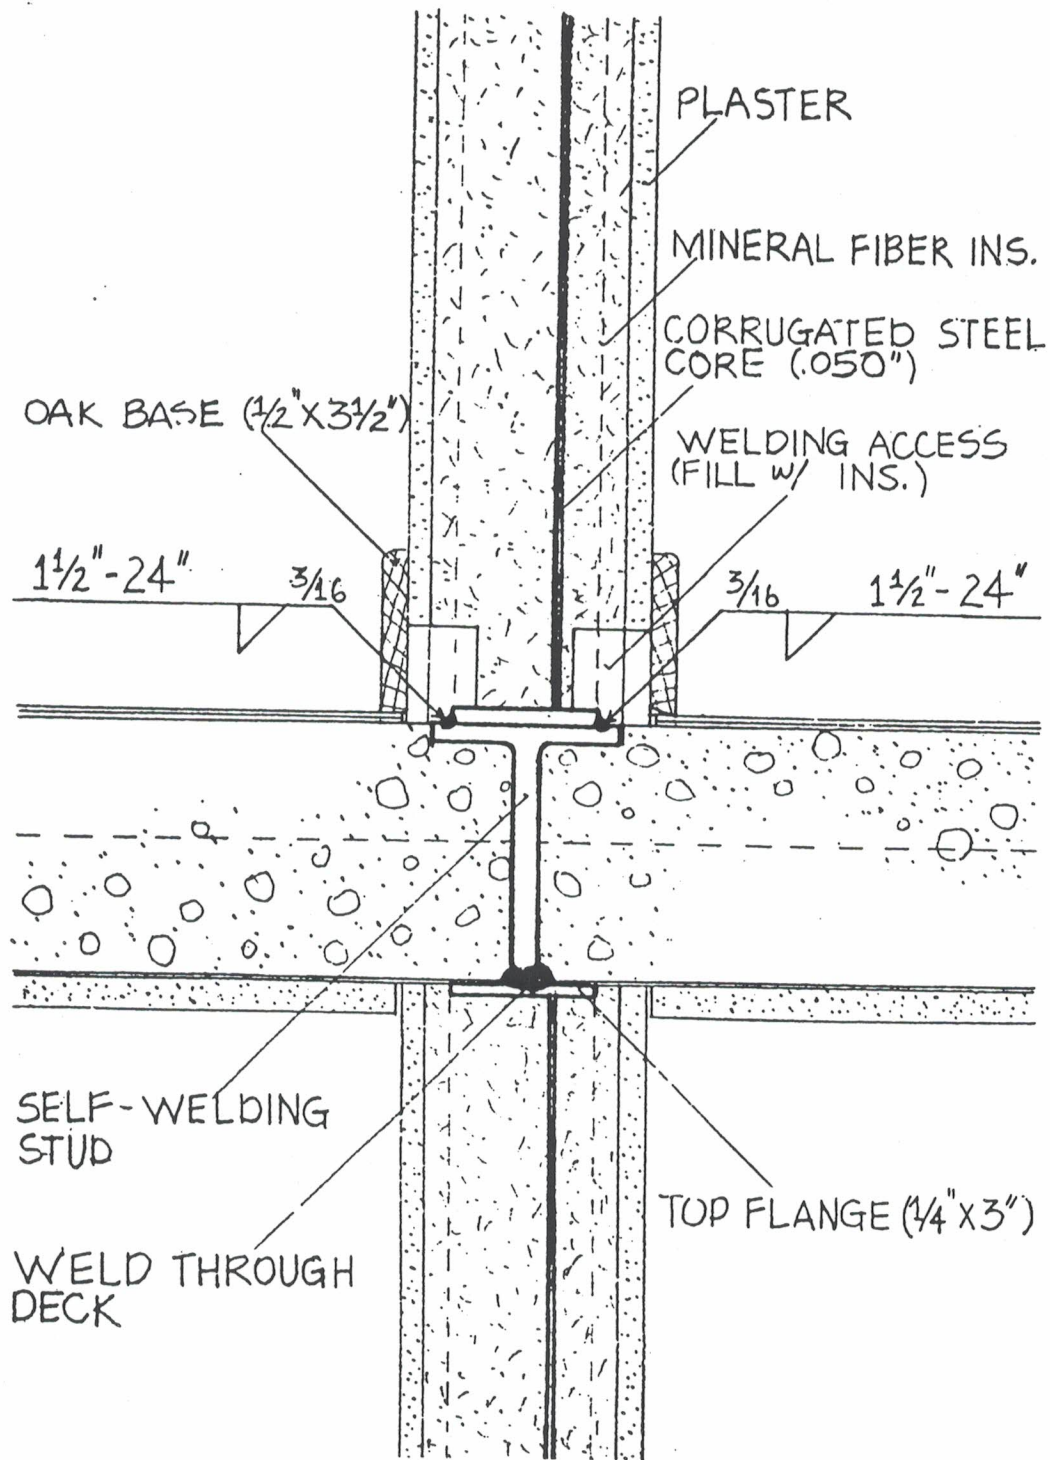 PLASTER
MINERAL FIBER INS.
CORRUGATED STEEL
CORE (.050")
OAK BASE (1/2"X3 1/2")
WELDING ACCESS
(FILL W/ INS.)
1 1/2"-24" 3/16
3/16 1 1/2"-24"
SELF-WELDING
STUD
TOP FLANGE (1/4"X3")
WELD THROUGH
DECK